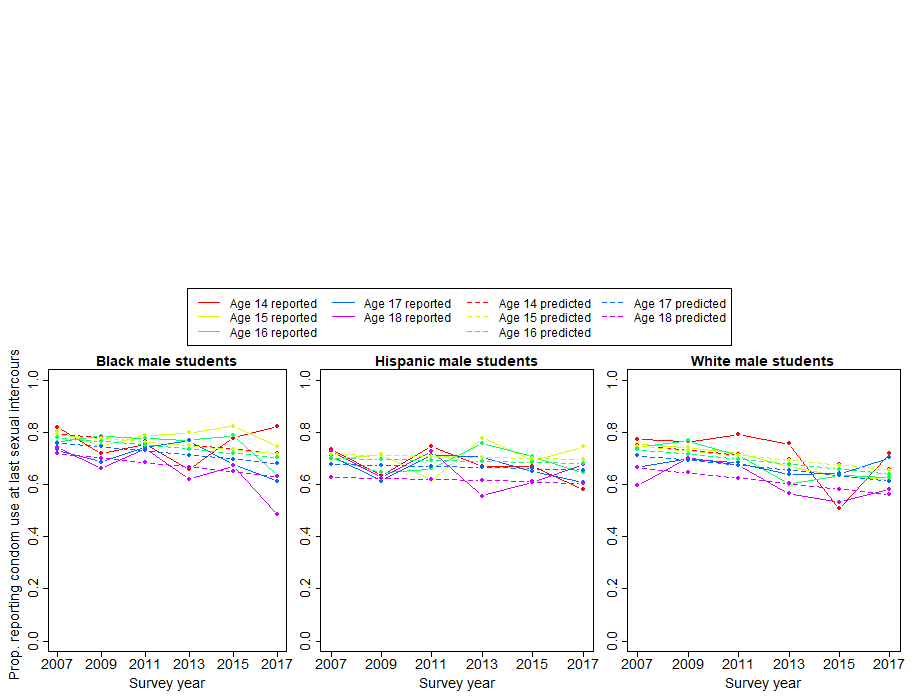 Age 14 reported Age 17 reported Age 14 predicted Age 17 predicted
Age 15 reported Age 18 reported Age 15 predicted Age 18 predicted
Age 16 reported Age 16 predicted
Prop. reporting condom use at last sexual intercours
Black male students Hispanic male students White male students
1.0 1.0 1.0
0.8 0.8 0.8
0.6 0.6 0.6
0.4 0.4 0.4
0.2 0.2 0.2
0.0 0.0 0.0
2007 2009 2011 2013 2015 2017 2007 2009 2011 2013 2015 2017 2007 2009 2011 2013 2015 2017
Survey year Survey year Survey year